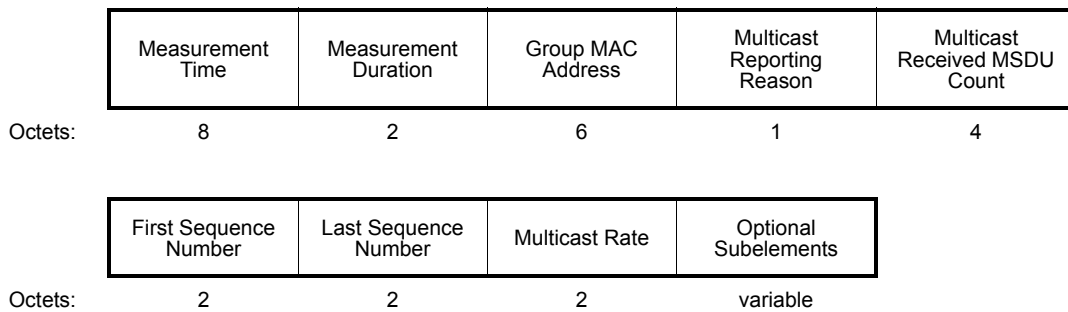 Measurement Time
Measurement Duration
Group MAC Address
Multicast Reporting Reason
Multicast Received MSDU Count
Octets: 8 2 6 1 4
First Sequence Number
Last Sequence Number
Multicast Rate
Optional Subelements
Octets: 2 2 2 variable